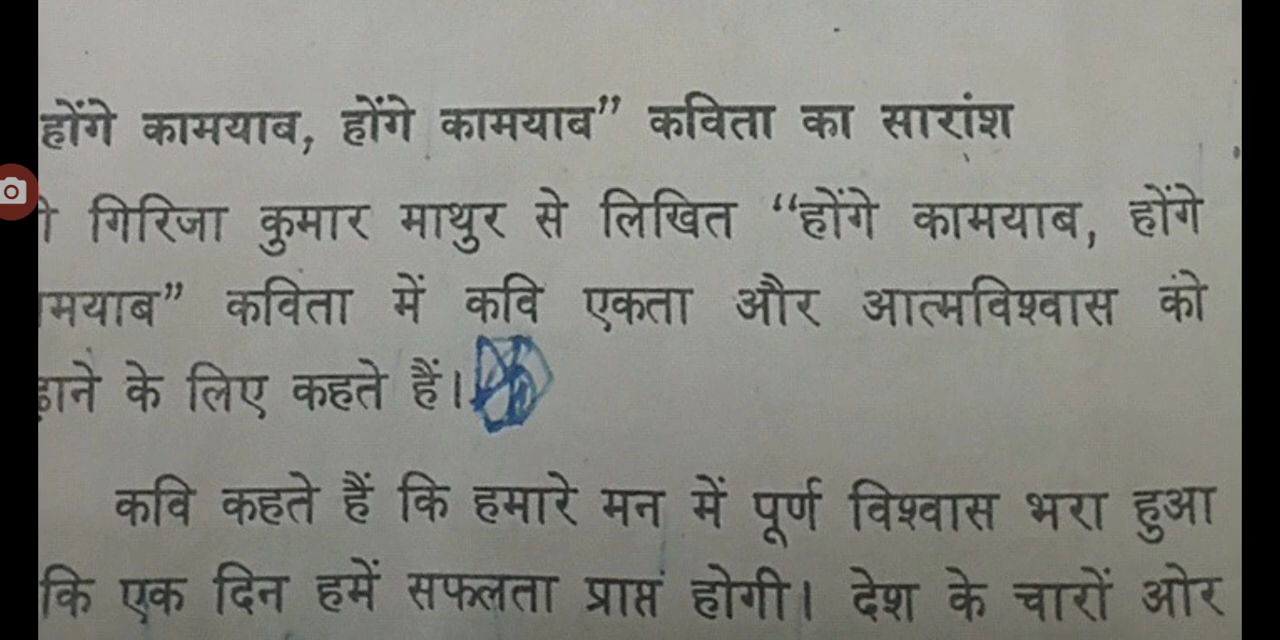 होंगे कामयाब, होंगे कामयाब” कविता का सारांश
गिरिजा कुमार माथुर से लिखित “होंगे कामयाब, होंगे
मयाब” कविता में कवि एकता और आत्मविश्वास को
ाने के लिए कहते हैं।
कवि कहते हैं कि हमारे मन में पूर्ण विश्वास भरा हुआ
कि एक दिन हमें सफलता प्राप्त होगी। देश के चारों ओर